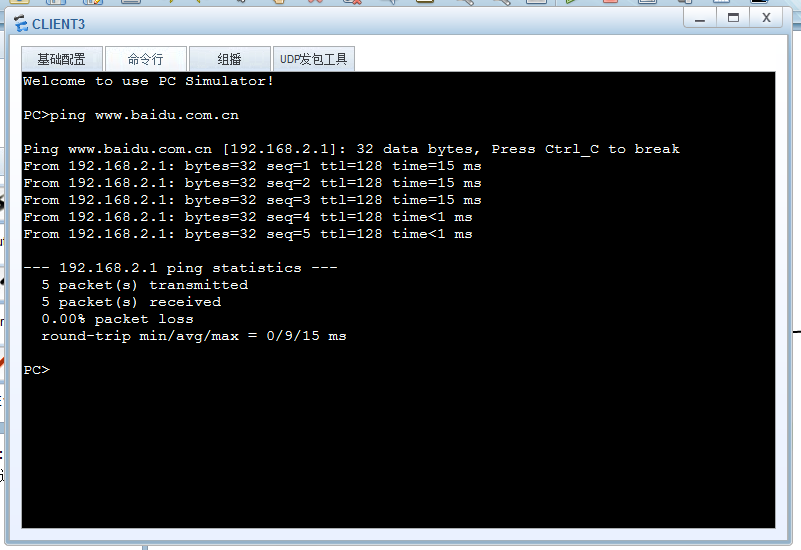 CLIENT3
基础配置 命令行 组播 UDP发包工具
Welcome to use PC Simulator!
PC>ping www.baidu.com.cn
Ping www.baidu.com.cn [192.168.2.1]: 32 data bytes, Press Ctrl_C to break
From 192.168.2.1: bytes=32 seq=1 ttl=128 time=15 ms
From 192.168.2.1: bytes=32 seq=2 ttl=128 time=15 ms
From 192.168.2.1: bytes=32 seq=3 ttl=128 time=15 ms
From 192.168.2.1: bytes=32 seq=4 ttl=128 time<1 ms
From 192.168.2.1: bytes=32 seq=5 ttl=128 time<1 ms
--- 192.168.2.1 ping statistics ---
5 packet(s) transmitted
5 packet(s) received
0.00% packet loss
round-trip min/avg/max = 0/9/15 ms
PC>